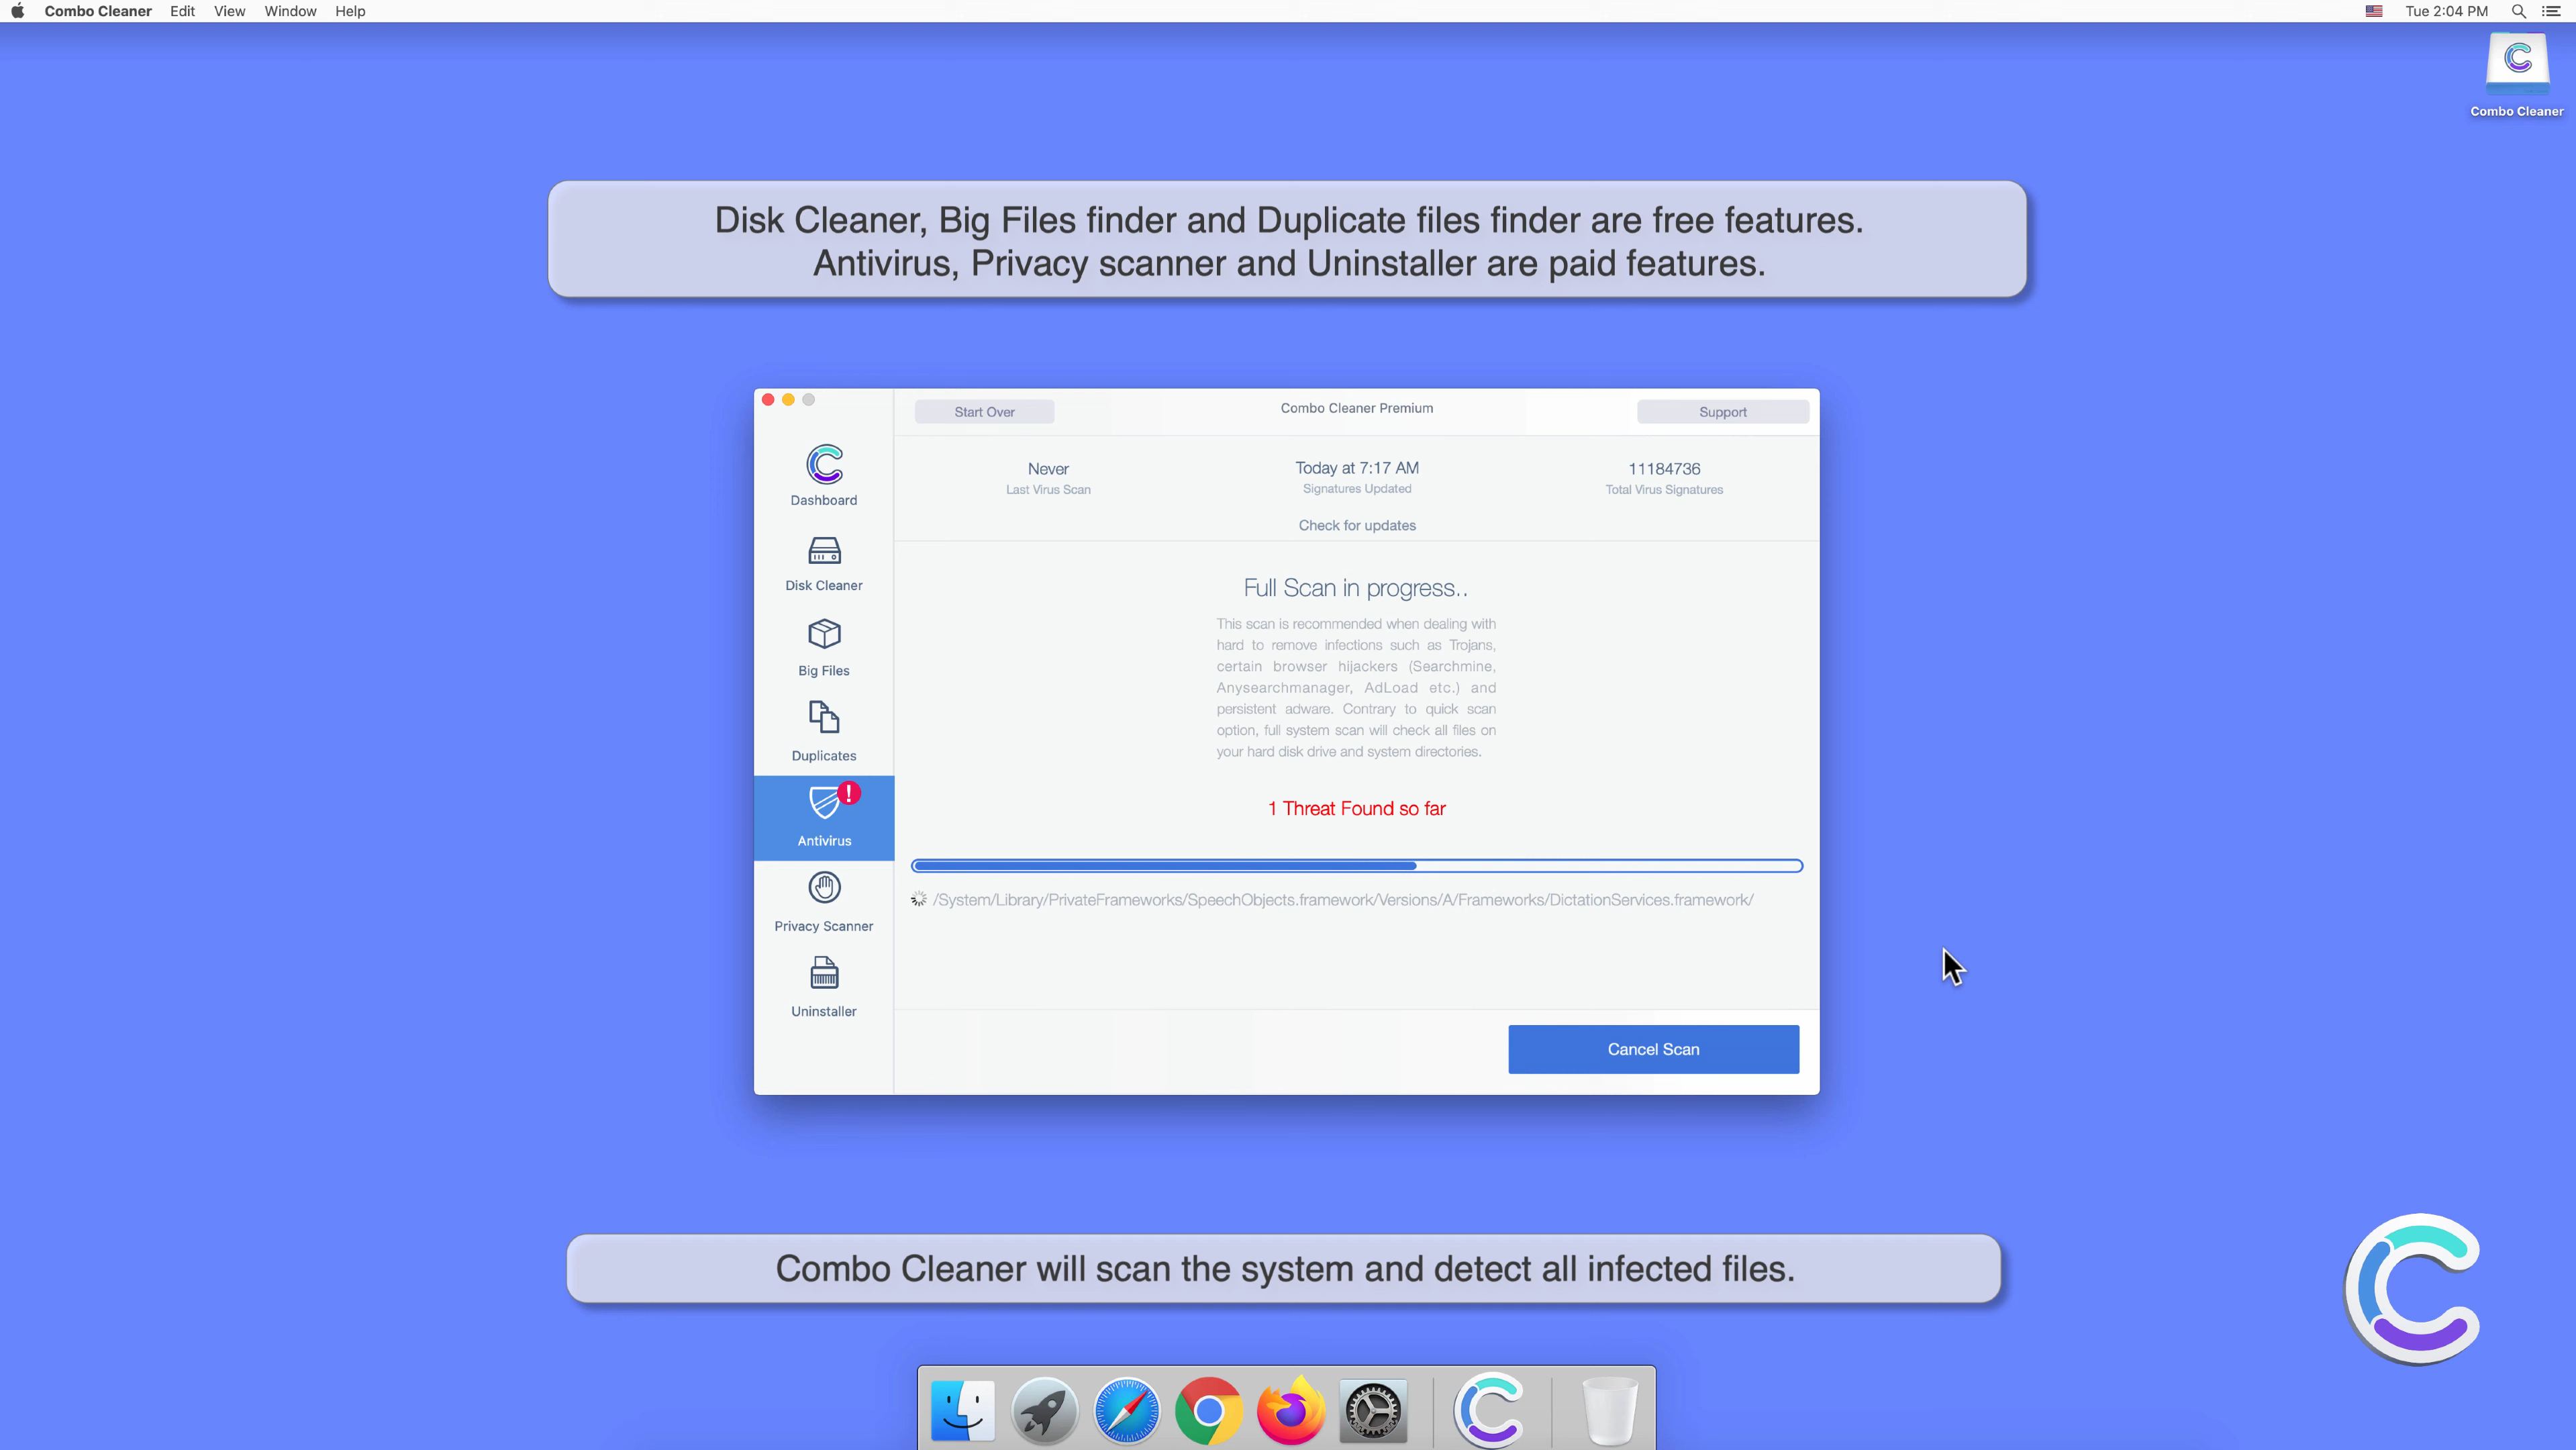 Combo Cleaner Edit View Window Help
Tue 2:04 PM
Combo Cleaner
Disk Cleaner, Big Files finder and Duplicate files finder are free features.
Antivirus, Privacy scanner and Uninstaller are paid features.
Start Over
Combo Cleaner Premium
Support
Never
Last Virus Scan
Today at 7:17 AM
Signatures Updated
11184736
Total Virus Signatures
Check for updates
Dashboard
Disk Cleaner
Big Files
Duplicates
Antivirus
Privacy Scanner
Uninstaller
Full Scan in progress..
This scan is recommended when dealing with
hard to remove infections such as Trojans,
certain browser hijackers (Searchmine,
Anysearchmanager, AdLoad etc.) and
persistent adware. Contrary to quick scan
option, full system scan will check all files on
your hard disk drive and system directories.
1 Threat Found so far
/System/Library/PrivateFrameworks/SpeechObjects.framework/Versions/A/Frameworks/DictationServices.framework/
Cancel Scan
Combo Cleaner will scan the system and detect all infected files.